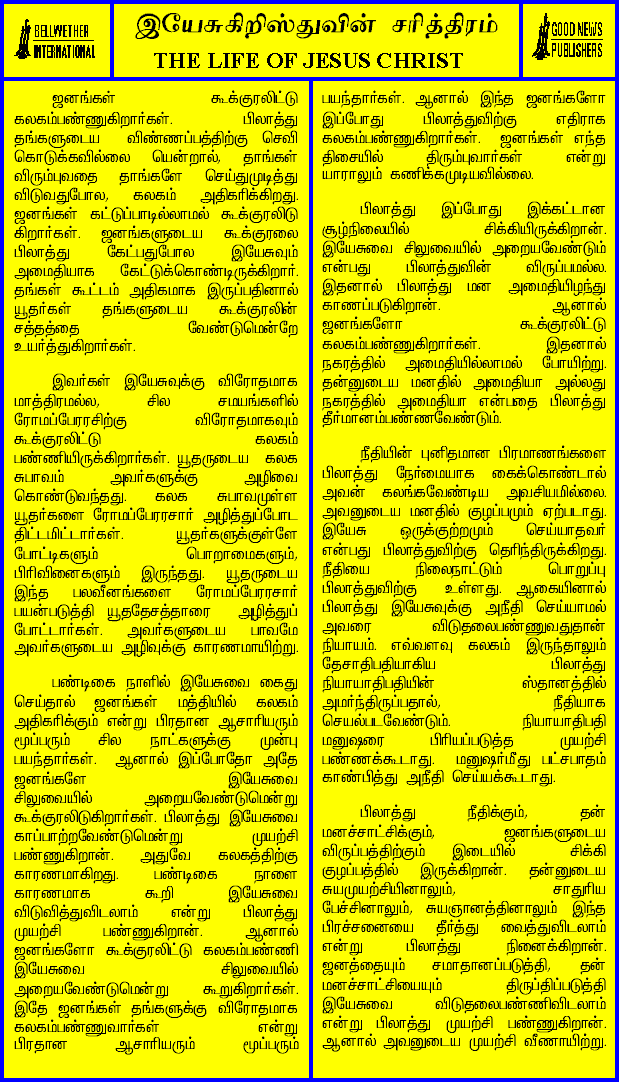 BELLWETHER
INTERNATIONAL
இயேசுகிறிஸ்துவின் சரித்திரம்
THE LIFE OF JESUS CHRIST
GOOD NEWS
PUBLISHERS
ஜனங்கள் கூக்குரலிட்டு
கலகம்பண்ணுகிறார்கள். பிலாத்து
தங்களுடைய விண்ணப்பத்திற்கு செவி
கொடுக்கவில்லை யென்றால், தாங்கள்
விரும்புவதை தாங்களே செய்துமுடித்து
விடுவதுபோல, கலகம் அதிகரிக்கிறது.
ஜனங்கள் கட்டுப்பாடில்லாமல் கூக்குரலிடு
கிறார்கள். ஜனங்களுடைய கூக்குரலை
பிலாத்து கேட்பதுபோல இயேசுவும்
அமைதியாக கேட்டுக்கொண்டிருக்கிறார்.
தங்கள் கூட்டம் அதிகமாக இருப்பதினால்
யூதர்கள் தங்களுடைய கூக்குரலின்
சத்தத்தை வேண்டுமென்றே
உயர்த்துகிறார்கள்.
இவர்கள் இயேசுவுக்கு விரோதமாக
மாத்திரமல்ல, சில சமயங்களில்
ரோமப்பேரரசிற்கு விரோதமாகவும்
கூக்குரலிட்டு கலகம்
பண்ணியிருக்கிறார்கள். யூதருடைய கலக
சுபாவம் அவர்களுக்கு அழிவை
கொண்டுவந்தது. கலக சுபாவமுள்ள
யூதர்களை ரோமப்பேரரசார் அழித்துப்போட
திட்டமிட்டார்கள். யூதர்களுக்குள்ளே
போட்டிகளும் பொறாமைகளும்,
பிரிவினைகளும் இருந்தது. யூதருடைய
இந்த பலவீனங்களை ரோமப்பேரரசார்
பயன்படுத்தி யூததேசத்தாரை அழித்துப்
போட்டார்கள். அவர்களுடைய பாவமே
அவர்களுடைய அழிவுக்கு காரணமாயிற்று.
பண்டிகை நாளில் இயேசுவை கைது
செய்தால் ஜனங்கள் மத்தியில் கலகம்
அதிகரிக்கும் என்று பிரதான ஆசாரியரும்
மூப்பரும் சில நாட்களுக்கு முன்பு
பயந்தார்கள். ஆனால் இப்போதோ அதே
ஜனங்களே இயேசுவை
சிலுவையில் அறையவேண்டுமென்று
கூக்குரலிடுகிறார்கள். பிலாத்து இயேசுவை
காப்பாற்றவேண்டுமென்று முயற்சி
பண்ணுகிறான். அதுவே கலகத்திற்கு
காரணமாகிறது. பண்டிகை நாளை
காரணமாக கூறி இயேசுவை
விடுவித்துவிடலாம் என்று பிலாத்து
முயற்சி பண்ணுகிறான். ஆனால்
ஜனங்களோ கூக்குரலிட்டு கலகம்பண்ணி
இயேசுவை சிலுவையில்
அறையவேண்டுமென்று கூறுகிறார்கள்.
இதே ஜனங்கள் தங்களுக்கு விரோதமாக
கலகம்பண்ணுவார்கள் என்று
பிரதான ஆசாரியரும் மூப்பரும்
பயந்தார்கள். ஆனால் இந்த ஜனங்களோ
இப்போது பிலாத்துவிற்கு எதிராக
கலகம்பண்ணுகிறார்கள். ஜனங்கள் எந்த
திசையில் திரும்புவார்கள் என்று
யாராலும் கணிக்கமுடியவில்லை.
பிலாத்து இப்போது இக்கட்டான
சூழ்நிலையில் சிக்கியிருக்கிறான்.
இயேசுவை சிலுவையில் அறையவேண்டும்
என்பது பிலாத்துவின் விருப்பமல்ல.
இதனால் பிலாத்து மன அமைதியிழந்து
காணப்படுகிறான். ஆனால்
ஜனங்களோ கூக்குரலிட்டு
கலகம்பண்ணுகிறார்கள். இதனால்
நகரத்தில் அமைதியில்லாமல் போயிற்று.
தன்னுடைய மனதில் அமைதியா அல்லது
நகரத்தில் அமைதியா என்பதை பிலாத்து
தீர்மானம்பண்ணவேண்டும்.
நீதியின் புனிதமான பிரமாணங்களை
பிலாத்து நேர்மையாக கைக்கொண்டால்
அவன் கலங்கவேண்டிய அவசியமில்லை.
அவனுடைய மனதில் குழப்பமும் ஏற்படாது.
இயேசு ஒருக்குற்றமும் செய்யாதவர்
என்பது பிலாத்துவிற்கு தெரிந்திருக்கிறது.
நீதியை நிலைநாட்டும் பொறுப்பு
பிலாத்துவிற்கு உள்ளது. ஆகையினால்
பிலாத்து இயேசுவுக்கு அநீதி செய்யாமல்
அவரை விடுதலைபண்ணுவதுதான்
நியாயம். எவ்வளவு கலகம் இருந்தாலும்
தேசாதிபதியாகிய பிலாத்து
நியாயாதிபதியின் ஸ்தானத்தில்
அமர்ந்திருப்பதால், நீதியாக
செயல்படவேண்டும். நியாயாதிபதி
மனுஷரை பிரியப்படுத்த முயற்சி
பண்ணக்கூடாது. மனுஷர்மீது பட்சபாதம்
காண்பித்து அநீதி செய்யக்கூடாது.
பிலாத்து நீதிக்கும், தன்
மனச்சாட்சிக்கும், ஜனங்களுடைய
விருப்பத்திற்கும் இடையில் சிக்கி
குழப்பத்தில் இருக்கிறான். தன்னுடைய
சுயமுயற்சியினாலும், சாதுரிய
பேச்சினாலும், சுயஞானத்தினாலும் இந்த
பிரச்சனையை தீர்த்து வைத்துவிடலாம்
என்று பிலாத்து நினைக்கிறான்.
ஜனத்தையும் சமாதானப்படுத்தி, தன்
மனச்சாட்சியையும் திருப்திப்படுத்தி
இயேசுவை விடுதலைபண்ணிவிடலாம்
என்று பிலாத்து முயற்சி பண்ணுகிறான்.
ஆனால் அவனுடைய முயற்சி வீணாயிற்று.